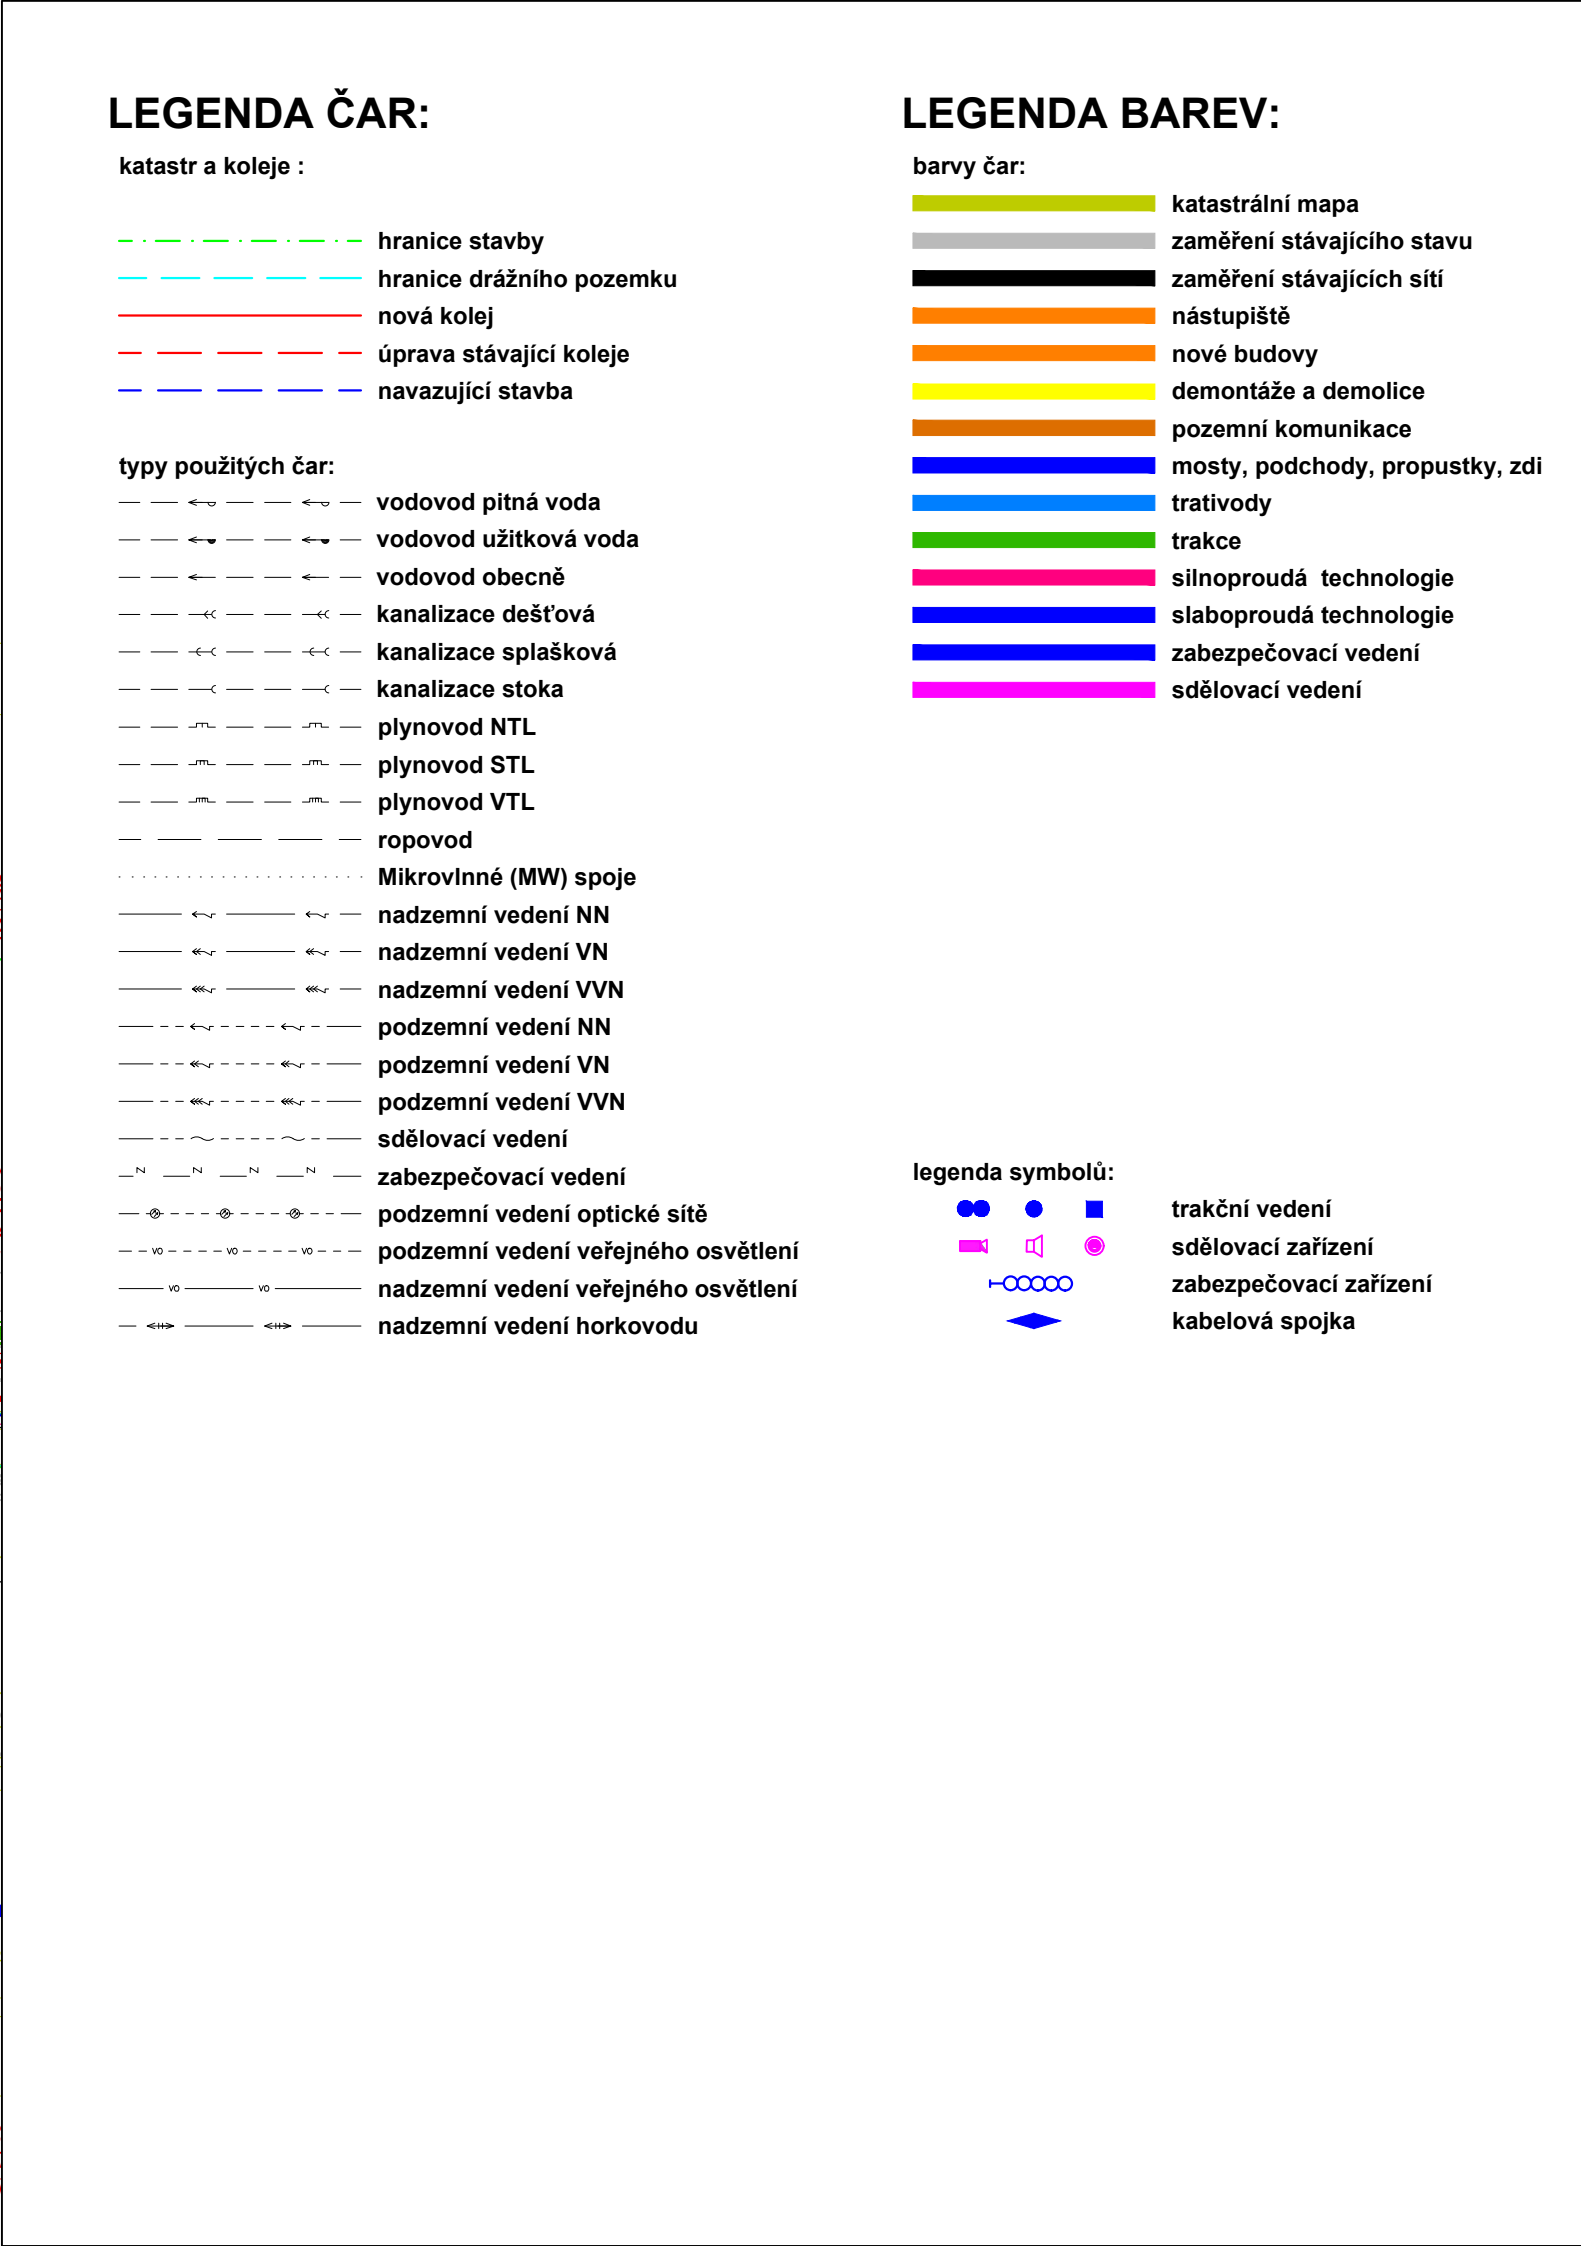 LEGENDA ČAR:
katastr a koleje :
hranice stavby
hranice drážního pozemku
nová kolej
úprava stávající koleje
navazující stavba
typy použitých čar:
vodovod pitná voda
vodovod užitková voda
vodovod obecně
kanalizace dešťová
kanalizace splašková
kanalizace stoka
plynovod NTL
plynovod STL
plynovod VTL
ropovod
Mikrovlnné (MW) spoje
nadzemní vedení NN
nadzemní vedení VN
nadzemní vedení VVN
podzemní vedení NN
podzemní vedení VN
podzemní vedení VVN
sdělovací vedení
Z Z Z Z zabezpečovací vedení
podzemní vedení optické sítě
VO VO VO podzemní vedení veřejného osvětlení
VO VO nadzemní vedení veřejného osvětlení
nadzemní vedení horkovodu
LEGENDA BAREV:
barvy čar:
katastrální mapa
zaměření stávajícího stavu
zaměření stávajících sítí
nástupiště
nové budovy
demontáže a demolice
pozemní komunikace
mosty, podchody, propustky, zdi
trativody
trakce
silnoproudá technologie
slaboproudá technologie
zabezpečovací vedení
sdělovací vedení
legenda symbolů:
trakční vedení
sdělovací zařízení
zabezpečovací zařízení
kabelová spojka